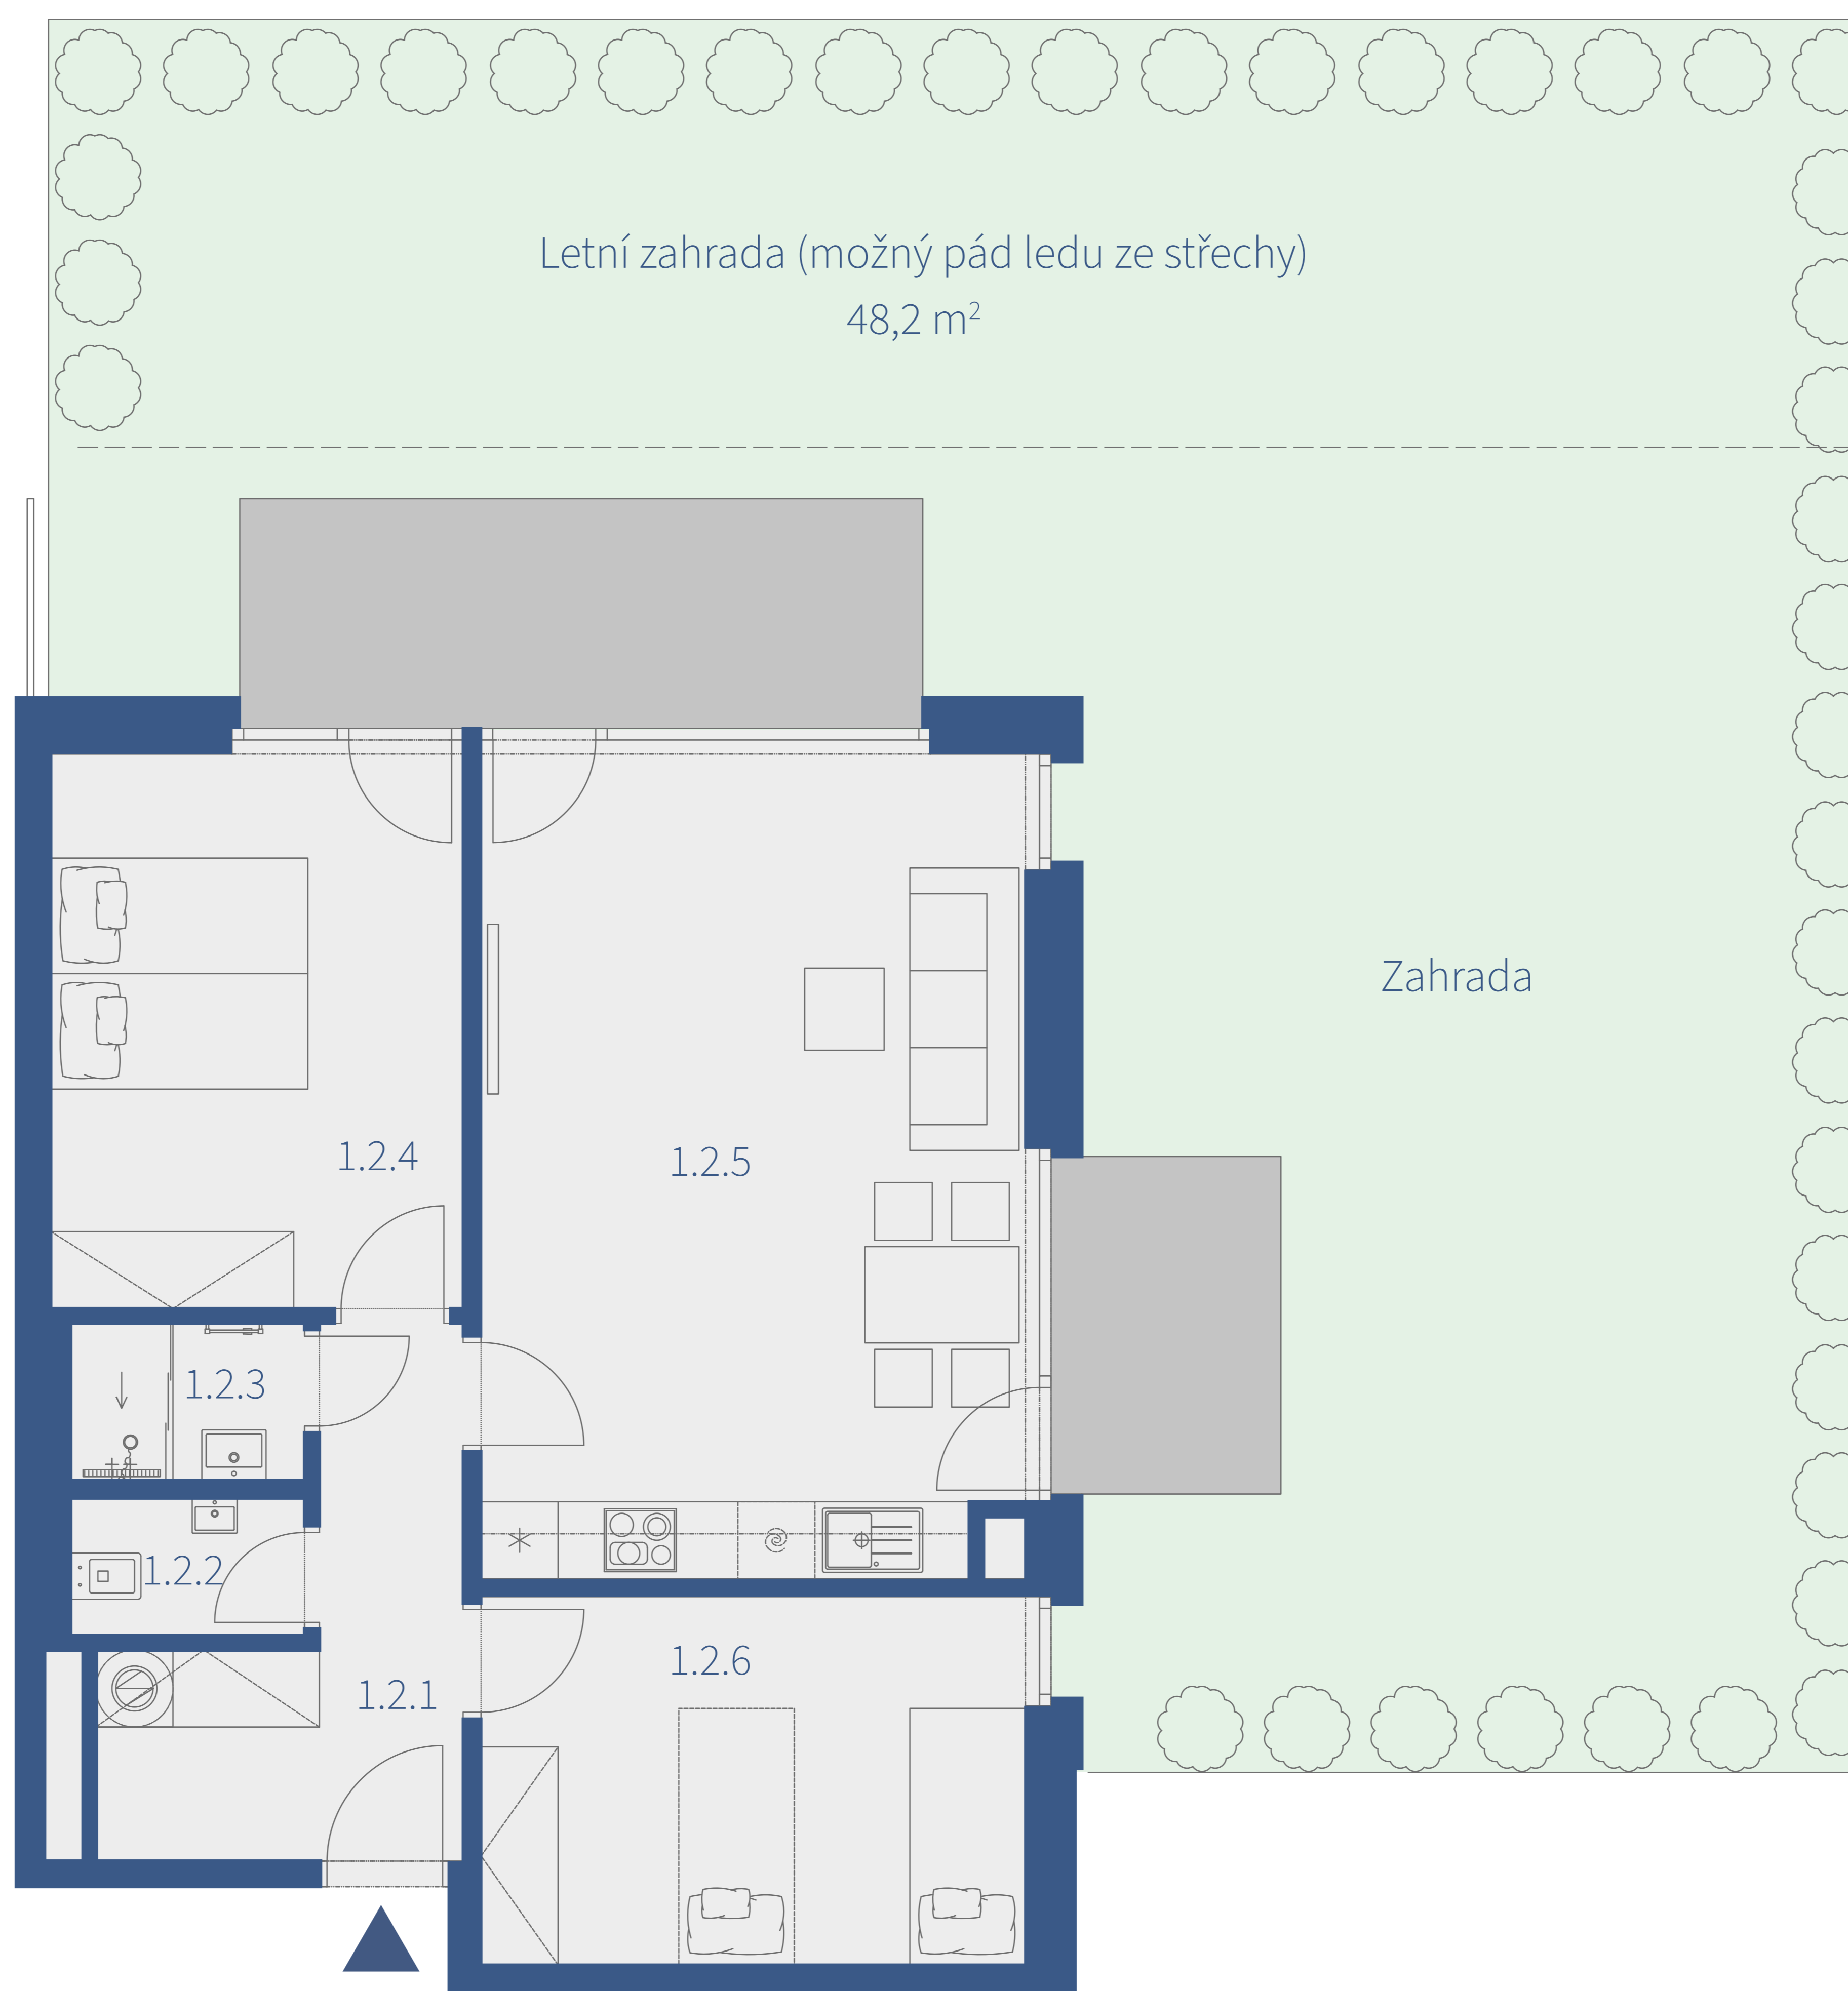 Letní zahrada (možný pád ledu ze střechy)
48,2 m²
Zahrada
1.2.4
1.2.5
1.2.3
1.2.2
1.2.6
1.2.1